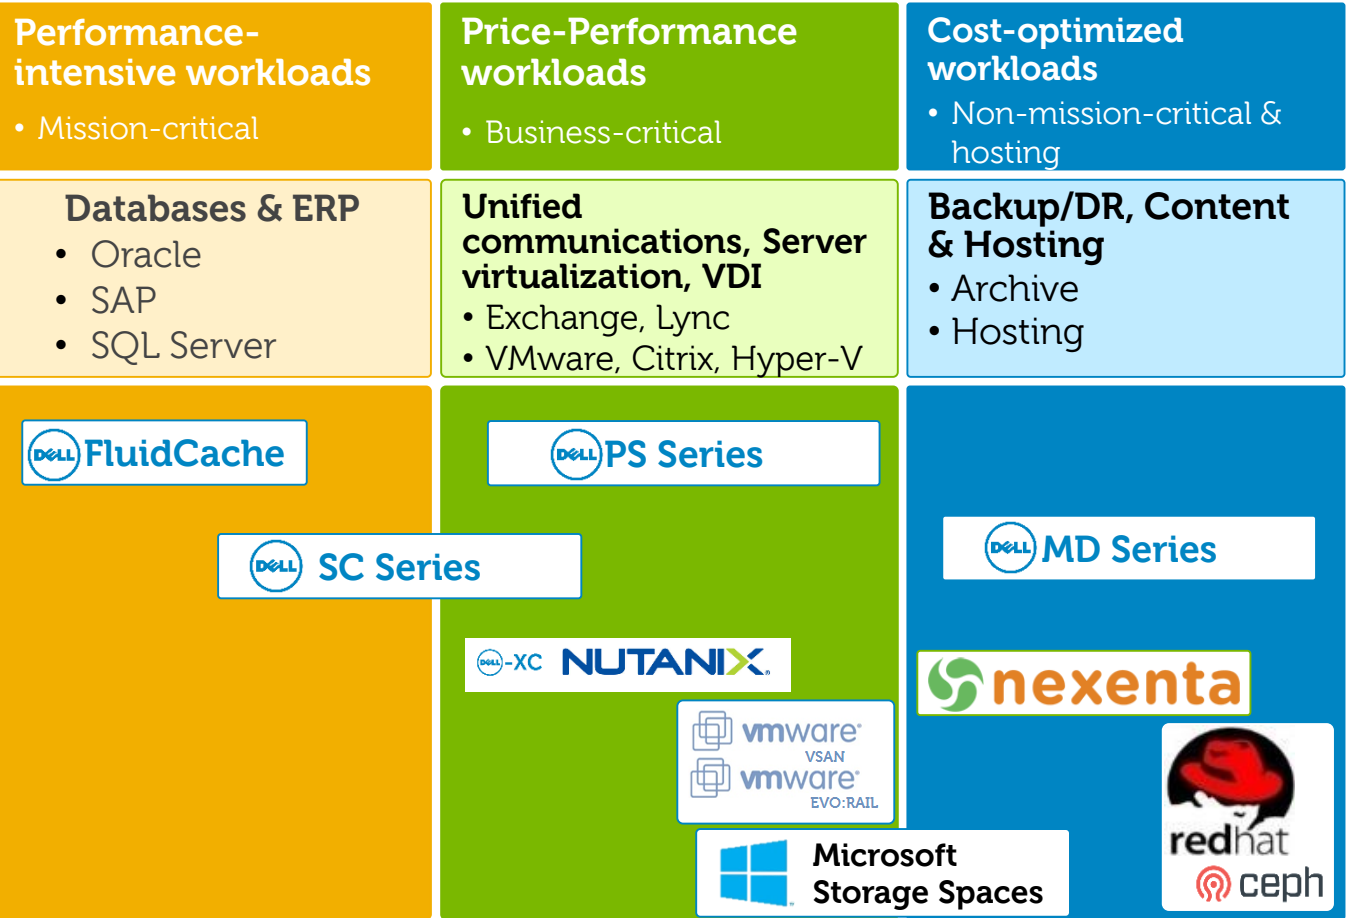 Performance-
intensive workloads
• Mission-critical
Price-Performance
workloads
• Business-critical
Cost-optimized
workloads
• Non-mission-critical &
hosting
Databases & ERP
• Oracle
• SAP
• SQL Server
Unified
communications, Server
virtualization, VDI
• Exchange, Lync
• VMware, Citrix, Hyper-V
Backup/DR, Content
& Hosting
• Archive
• Hosting
DELL FluidCache
DELL PS Series
DELL SC Series
DELL MD Series
DELL -XC NUTANIX.
nexenta
vmware®
VSAN
vmware®
EVO:RAIL
redhat
ceph
Microsoft
Storage Spaces